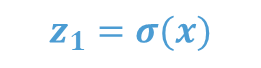 z₁ = σ(x)